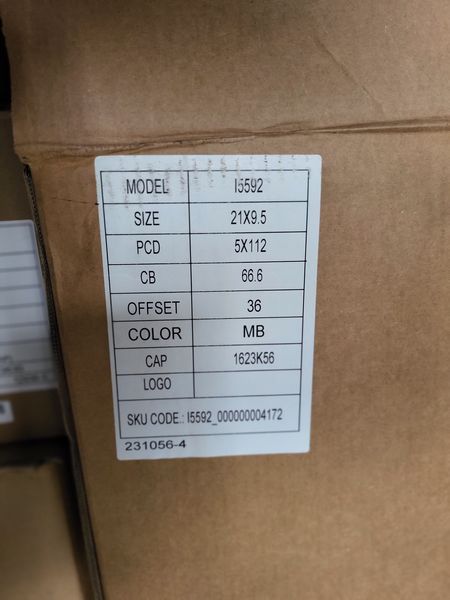 MODEL I5592
SIZE 21X9.5
PCD 5X112
CB 66.6
OFFSET 36
COLOR MB
CAP 1623K56
LOGO
SKU CODE.: I5592_000000004172
231056-4